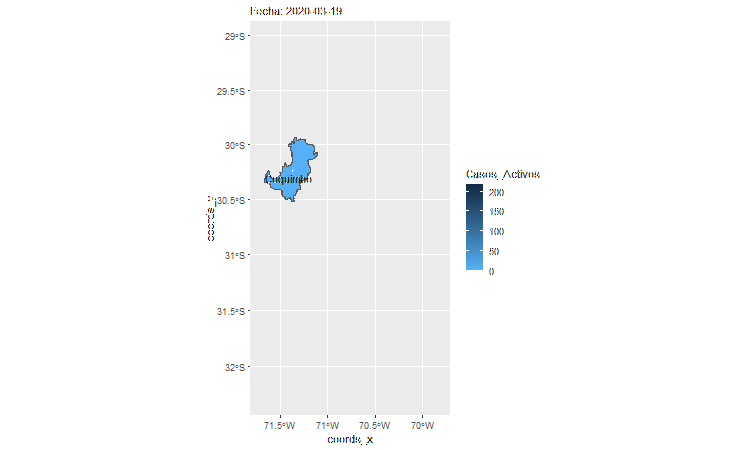 Fecha: 2020-03-19
29°S
29.5°S
30°S
30.5°S
31°S
31.5°S
32°S
Coquimbo
71.5°W
71°W
70.5°W
70°W
coords_x
coords_y
Casos_Activos
200
150
100
50
0